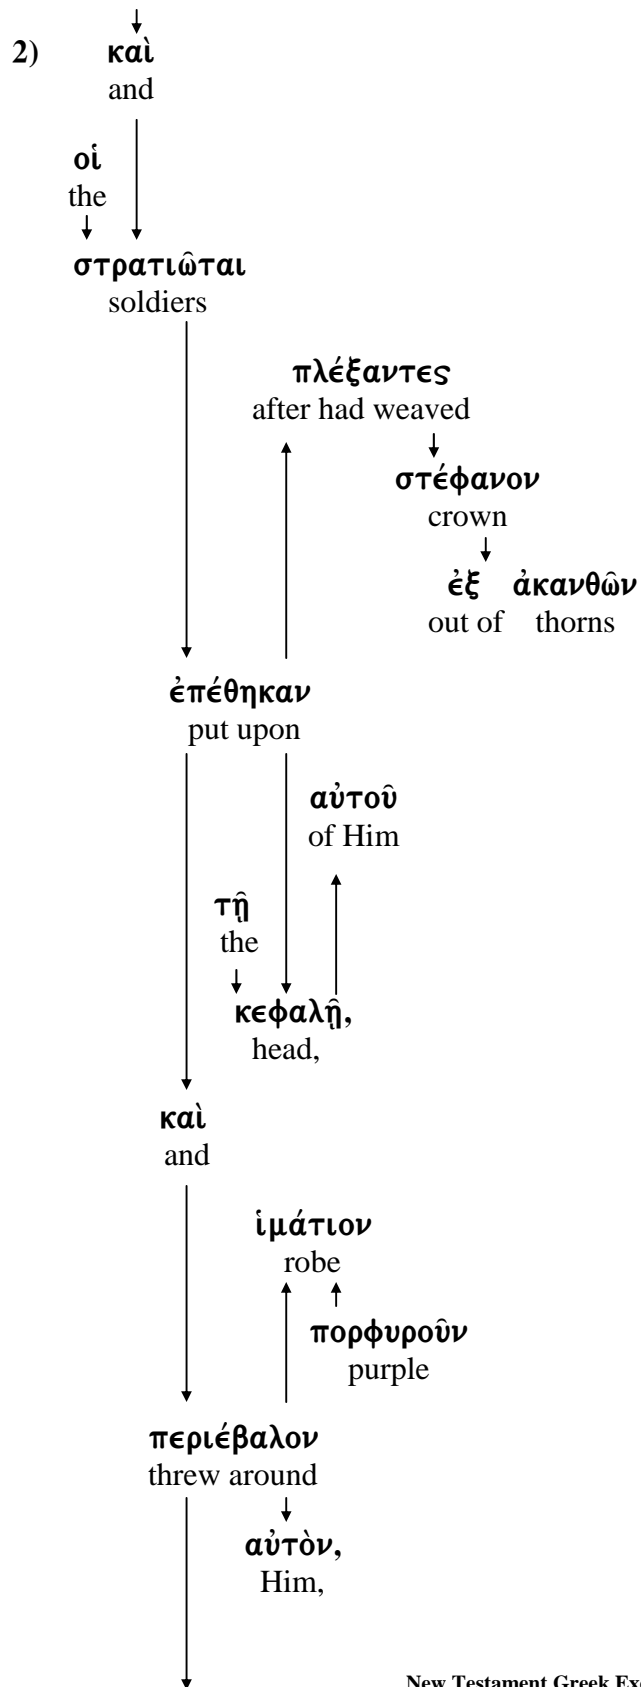 2) καὶ
and
οἱ
the
στρατιῶται
soldiers
πλέξαντες
after had weaved
στέφανον
crown
ἐξ ἀκανθῶν
out of thorns
ἐπέθηκαν
put upon
αὐτοῦ
of Him
τῇ
the
κεφαλῇ,
head,
καὶ
and
ἱμάτιον
robe
πορφυροῦν
purple
περιέβαλον
threw around
αὐτὸν,
Him,
New Testament Greek